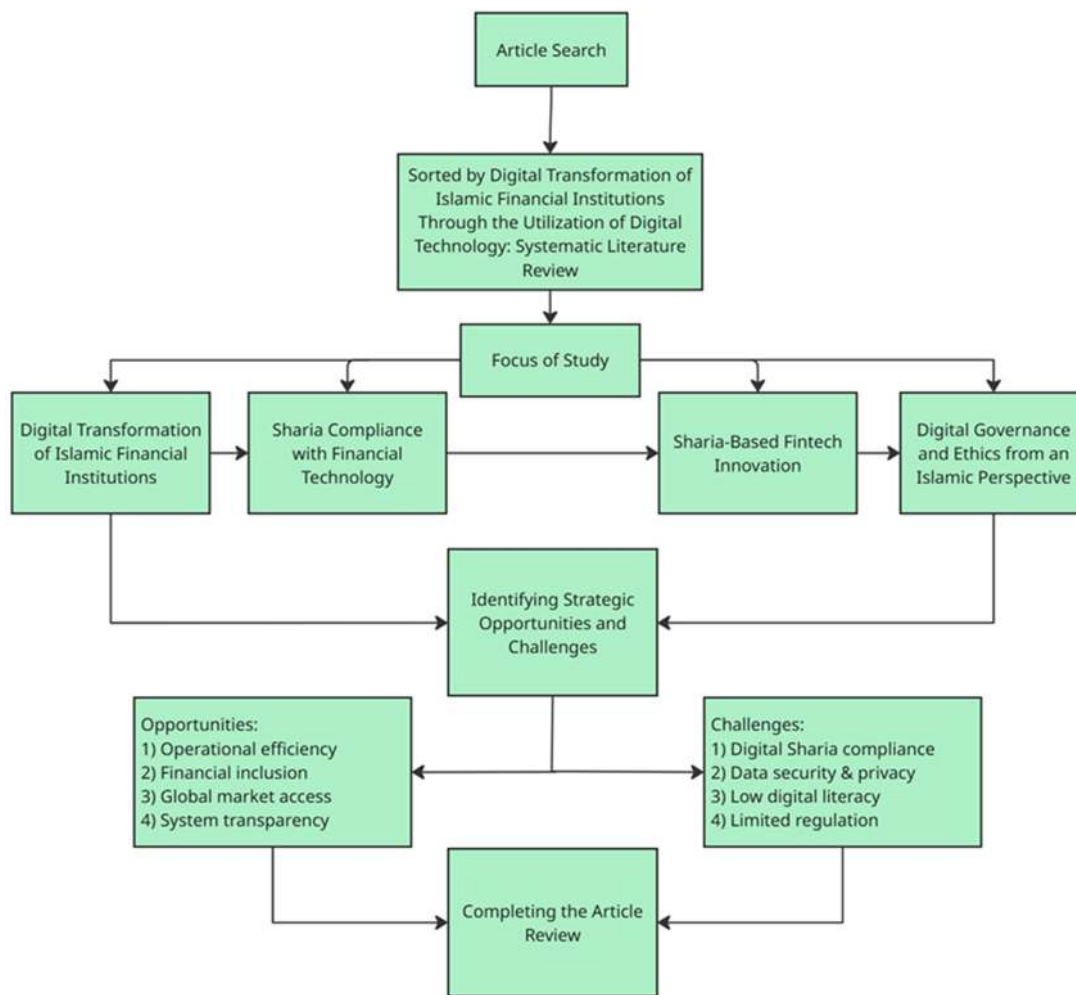 Article Search
Sorted by Digital Transformation of
Islamic Financial Institutions
Through the Utilization of Digital
Technology: Systematic Literature
Review
Focus of Study
Digital Transformation
of Islamic Financial
Institutions
Sharia Compliance
with Financial
Technology
Sharia-Based Fintech
Innovation
Digital Governance
and Ethics from an
Islamic Perspective
Identifying Strategic
Opportunities and
Challenges
Opportunities:
1) Operational efficiency
2) Financial inclusion
3) Global market access
4) System transparency
Challenges:
1) Digital Sharia compliance
2) Data security & privacy
3) Low digital literacy
4) Limited regulation
Completing the Article
Review